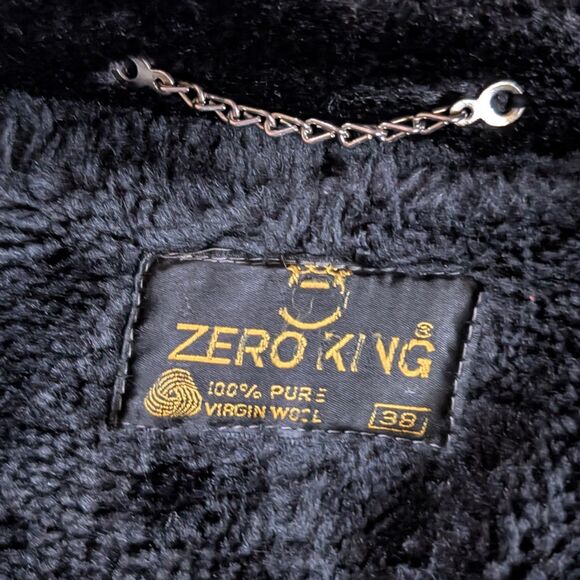 ZERO KING®
100% PURE
VIRGIN WOOL
38